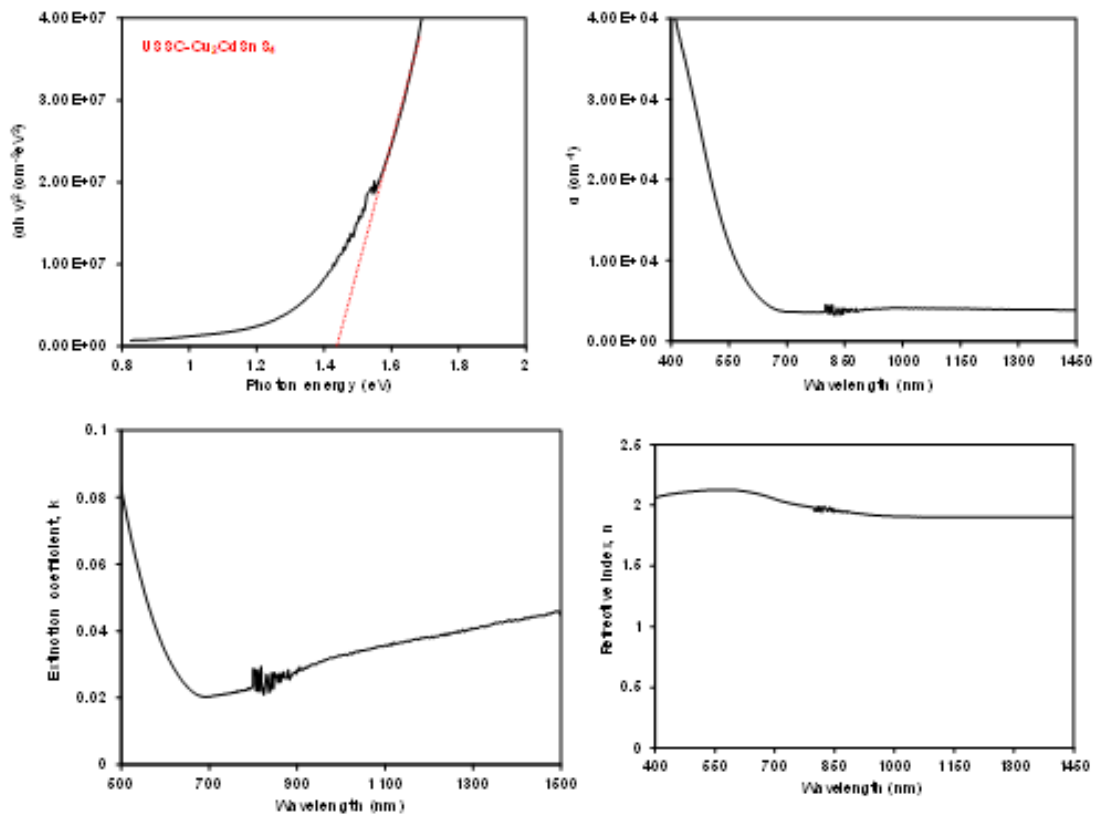 4.00E+07
USSC-Cu₂CdSnS₄
3.00E+07
2.00E+07
1.00E+07
0.00E+00
(αhν)² (cm⁻²eV²)
0.8 1 1.2 1.4 1.6 1.8 2
Photon energy (eV)
4.00E+04
3.00E+04
2.00E+04
1.00E+04
0.00E+00
α (cm⁻¹)
400 550 700 850 1000 1150 1300 1450
Wavelength (nm)
0.1
0.08
0.06
0.04
0.02
0
Extinction coefficient, k
500 700 900 1100 1300 1500
Wavelength (nm)
2.5
2
1.5
1
0.5
0
Refrective Index, n
400 550 700 850 1000 1150 1300 1450
Wavelength (nm)